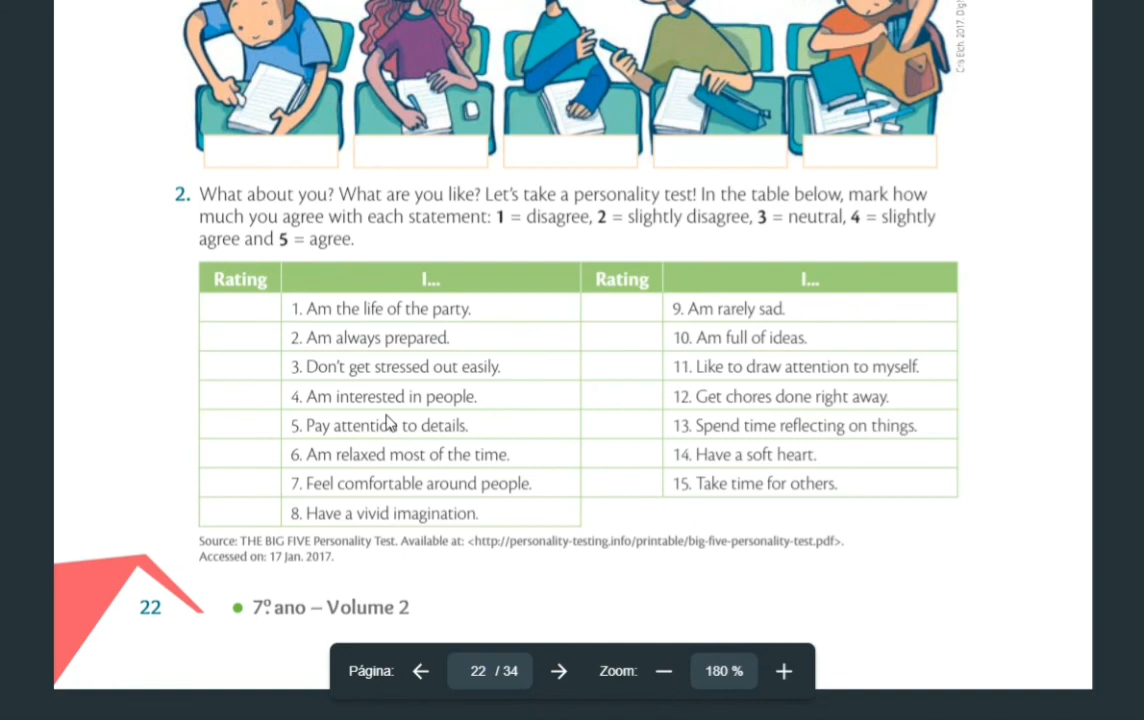 Cris Eich. 2017. Digi
2. What about you? What are you like? Let's take a personality test! In the table below, mark how
much you agree with each statement: 1 = disagree, 2 = slightly disagree, 3 = neutral, 4 = slightly
agree and 5 = agree.
Rating I... Rating I...
1. Am the life of the party. 9. Am rarely sad.
2. Am always prepared. 10. Am full of ideas.
3. Don't get stressed out easily. 11. Like to draw attention to myself.
4. Am interested in people. 12. Get chores done right away.
5. Pay attention to details. 13. Spend time reflecting on things.
6. Am relaxed most of the time. 14. Have a soft heart.
7. Feel comfortable around people. 15. Take time for others.
8. Have a vivid imagination.
Source: THE BIG FIVE Personality Test. Available at: <http://personality-testing.info/printable/big-five-personality-test.pdf>.
Accessed on: 17 Jan. 2017.
22 • 7º. ano – Volume 2
Página: ← 22 / 34 → Zoom: — 180 % +